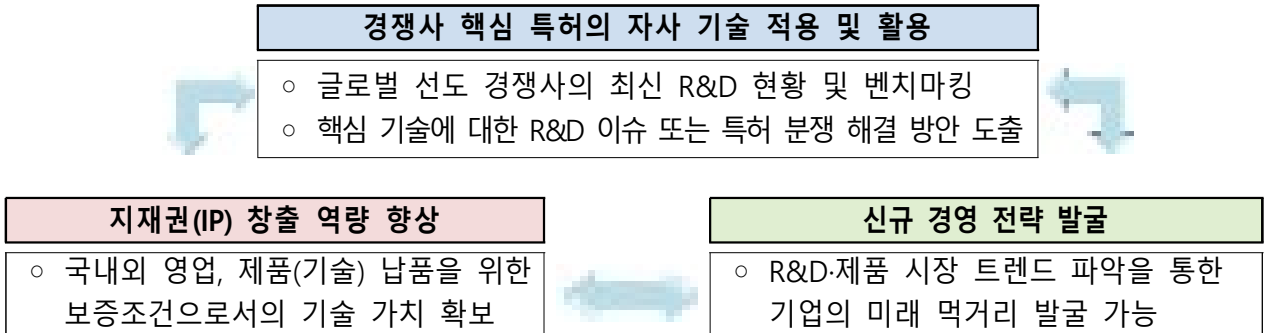 경쟁사 핵심 특허의 자사 기술 적용 및 활용
○ 글로벌 선도 경쟁사의 최신 R&D 현황 및 벤치마킹
○ 핵심 기술에 대한 R&D 이슈 또는 특허 분쟁 해결 방안 도출
지재권(IP) 창출 역량 향상
○ 국내외 영업, 제품(기술) 납품을 위한
보증조건으로서의 기술 가치 확보
신규 경영 전략 발굴
○ R&D·제품 시장 트렌드 파악을 통한
기업의 미래 먹거리 발굴 가능